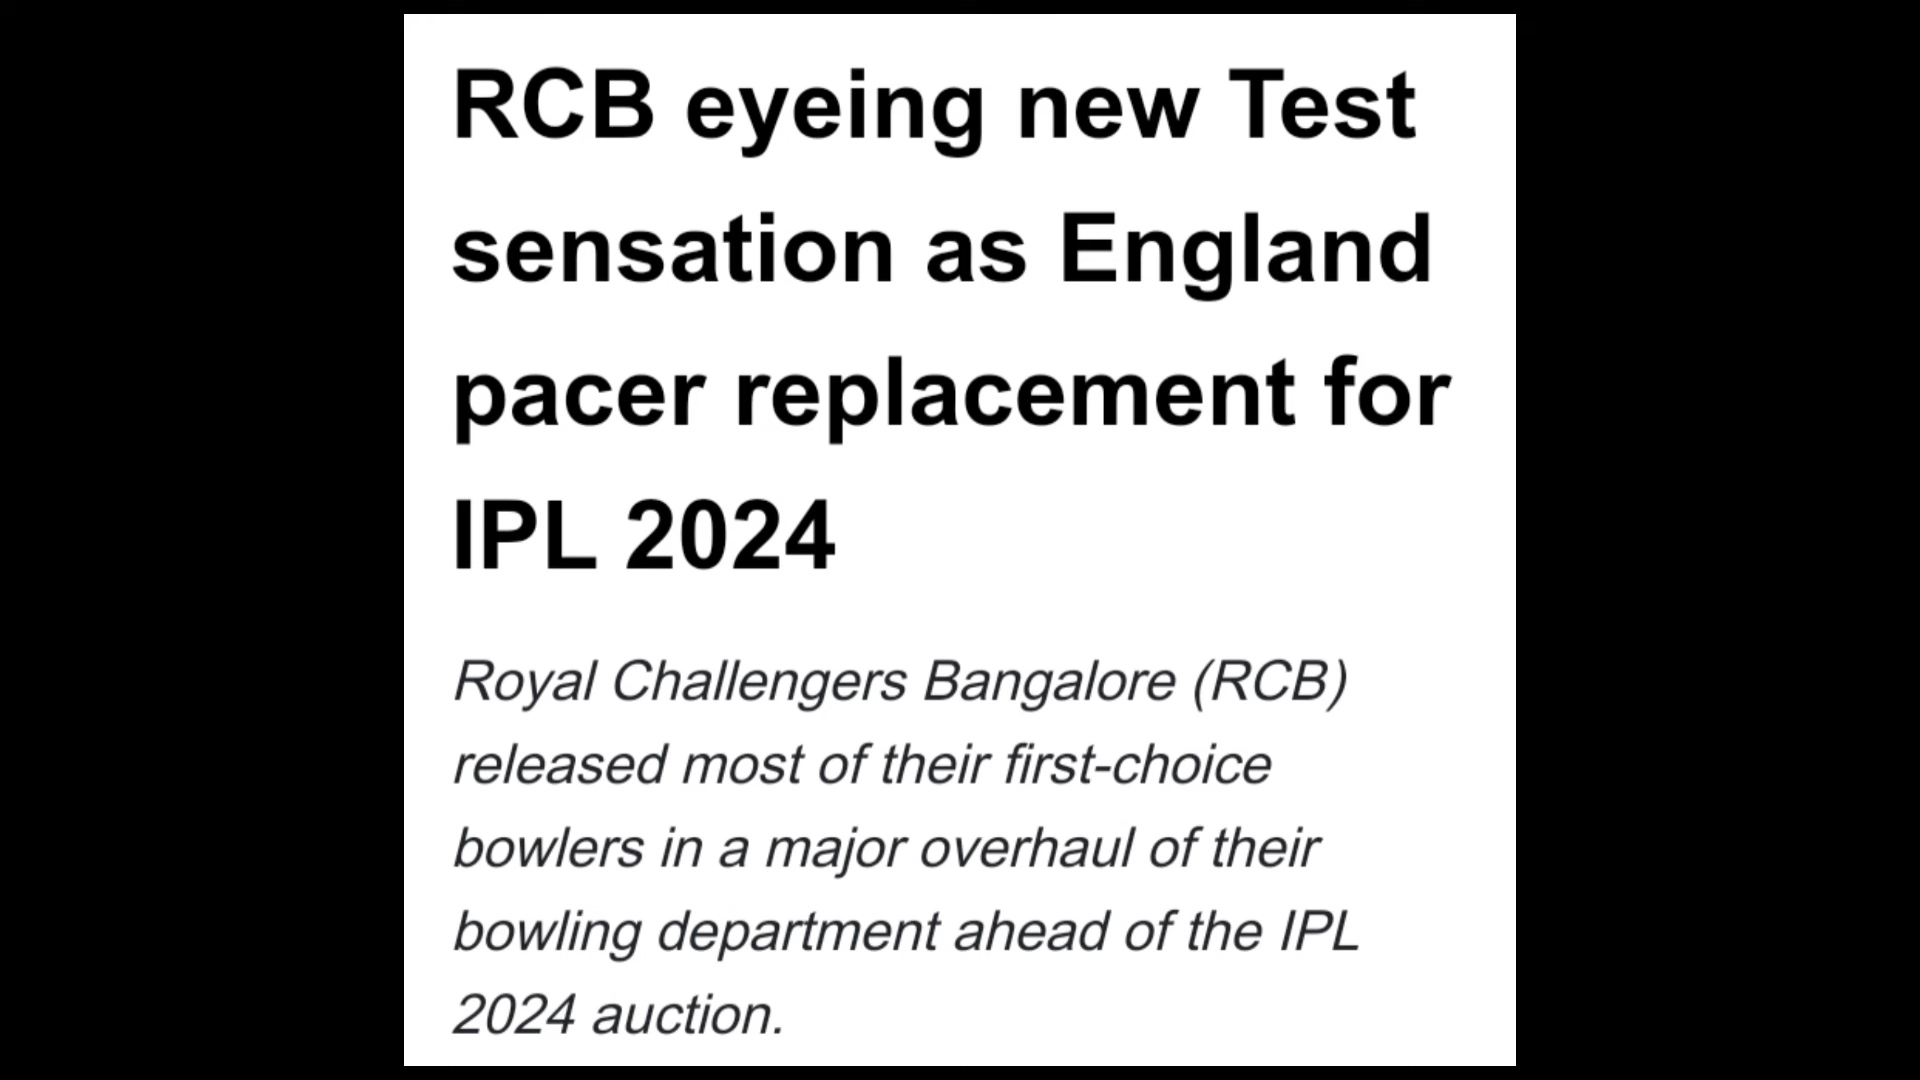 RCB eyeing new Test
sensation as England
pacer replacement for
IPL 2024
Royal Challengers Bangalore (RCB)
released most of their first-choice
bowlers in a major overhaul of their
bowling department ahead of the IPL
2024 auction.